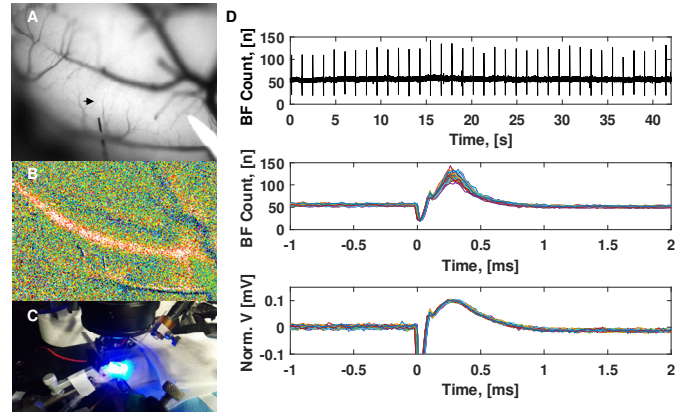 A
B
C
D
BF Count, [n]
150
100
50
0
0 5 10 15 20 25 30 35 40
Time, [s]
BF Count, [n]
150
100
50
0
-1 -0.5 0 0.5 1 1.5 2
Time, [ms]
Norm. V [mV]
0.1
0
-0.1
-1 -0.5 0 0.5 1 1.5 2
Time, [ms]